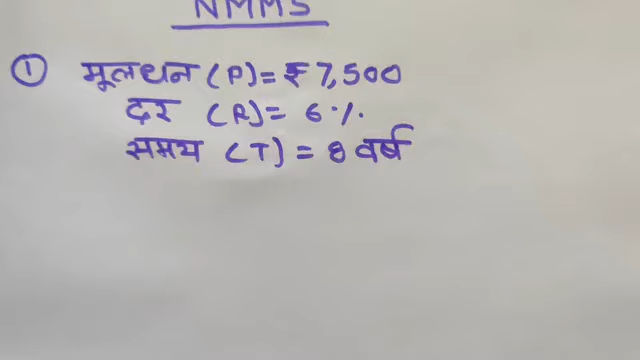 NMMS
① मूलधन (P) = ₹ 7,500
दर (R) = 6 %.
समय (T) = 8 वर्ष